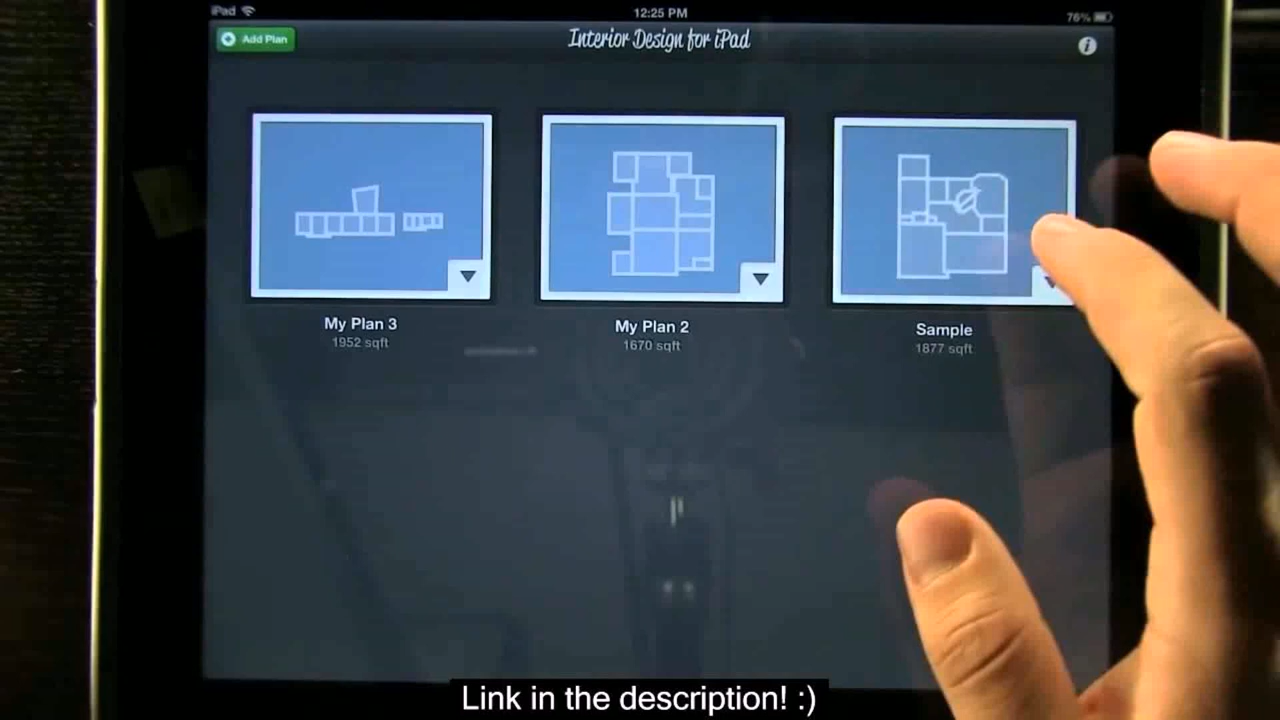 iPad
12:25 PM
76%
Add Plan
Interior Design for iPad
i
My Plan 3
1952 sqft
My Plan 2
1670 sqft
Sample
1877 sqft
Link in the description! :)